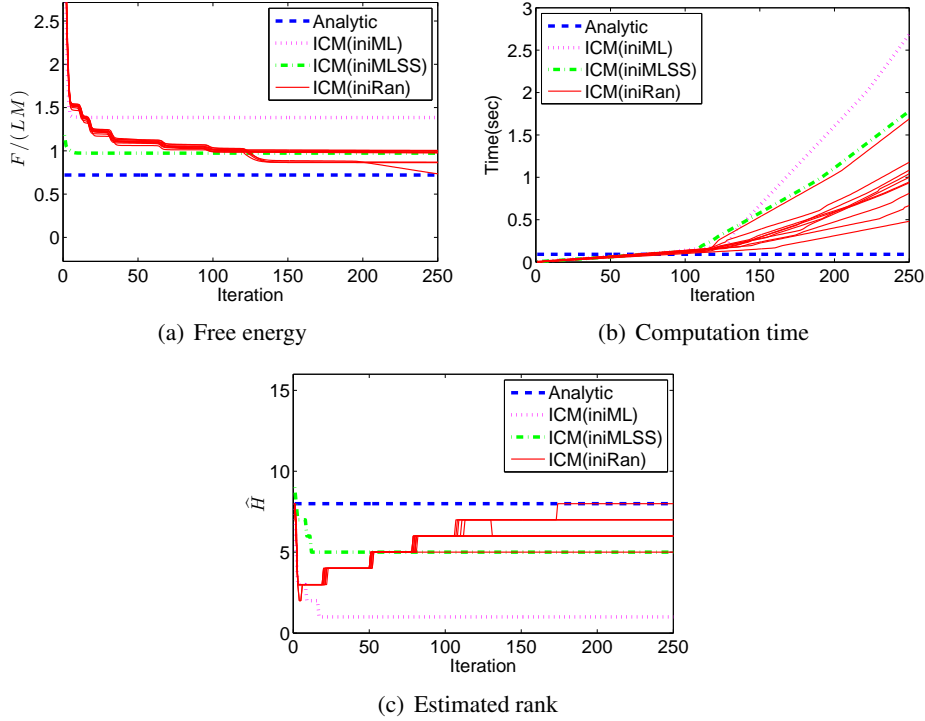 Analytic
ICM(iniML)
ICM(iniMLSS)
ICM(iniRan)
F/(LM)
2.5
2
1.5
1
0.5
0
0 50 100 150 200 250
Iteration
(a) Free energy
Analytic
ICM(iniML)
ICM(iniMLSS)
ICM(iniRan)
Time(sec)
3
2.5
2
1.5
1
0.5
0
0 50 100 150 200 250
Iteration
(b) Computation time
Analytic
ICM(iniML)
ICM(iniMLSS)
ICM(iniRan)
Ĥ
15
10
5
0
0 50 100 150 200 250
Iteration
(c) Estimated rank